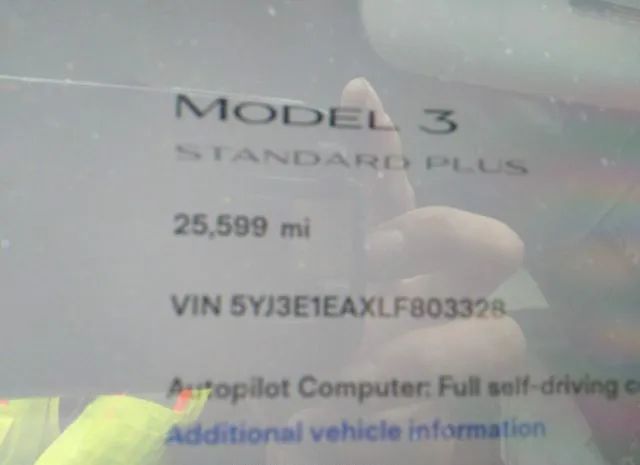 MODEL 3
STANDARD PLUS
25,599 mi
VIN 5YJ3E1EAXLF803328
Autopilot Computer: Full self-driving c
Additional vehicle information